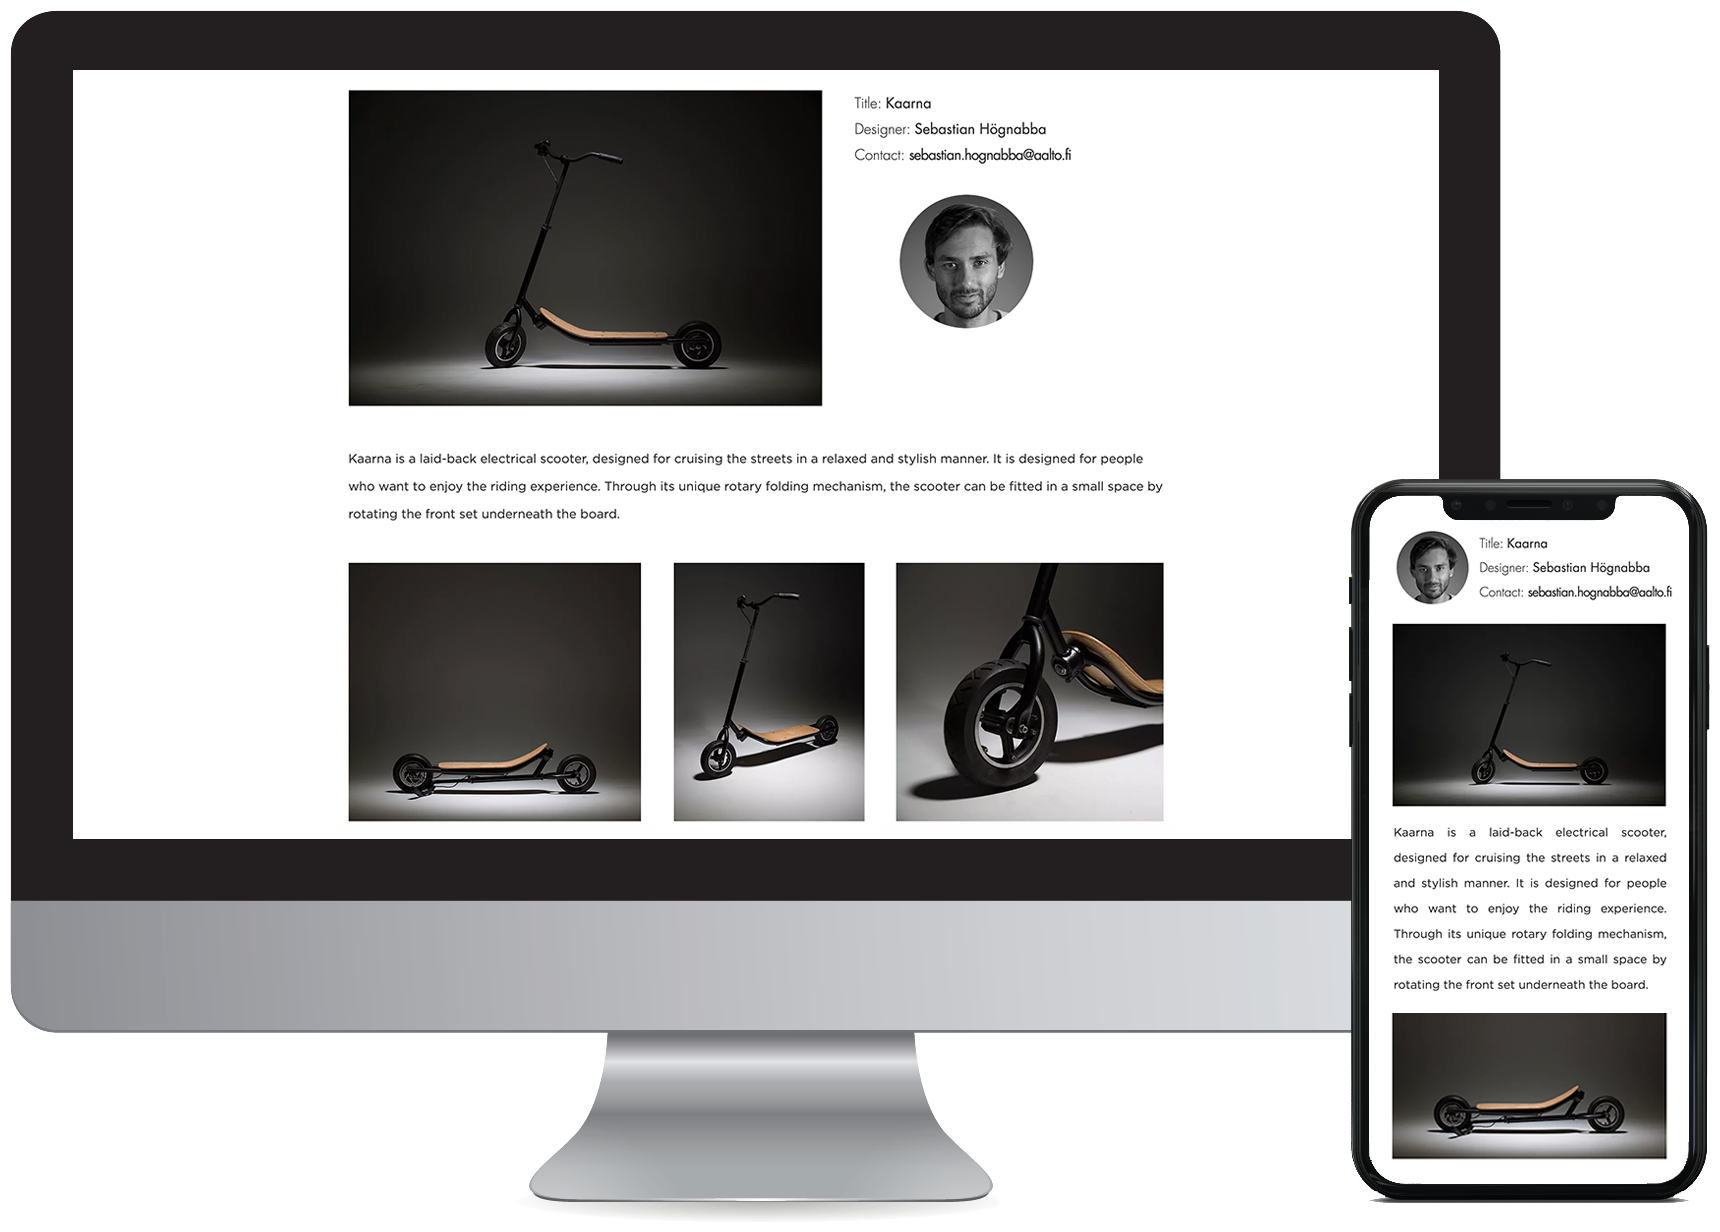 Title: Kaarna
Designer: Sebastian Högnabba
Contact: sebastian.hognabba@aalto.fi
Kaarna is a laid-back electrical scooter, designed for cruising the streets in a relaxed and stylish manner. It is designed for people
who want to enjoy the riding experience. Through its unique rotary folding mechanism, the scooter can be fitted in a small space by
rotating the front set underneath the board.
Title: Kaarna
Designer: Sebastian Högnabba
Contact: sebastian.hognabba@aalto.fi
Kaarna is a laid-back electrical scooter,
designed for cruising the streets in a relaxed
and stylish manner. It is designed for people
who want to enjoy the riding experience.
Through its unique rotary folding mechanism,
the scooter can be fitted in a small space by
rotating the front set underneath the board.